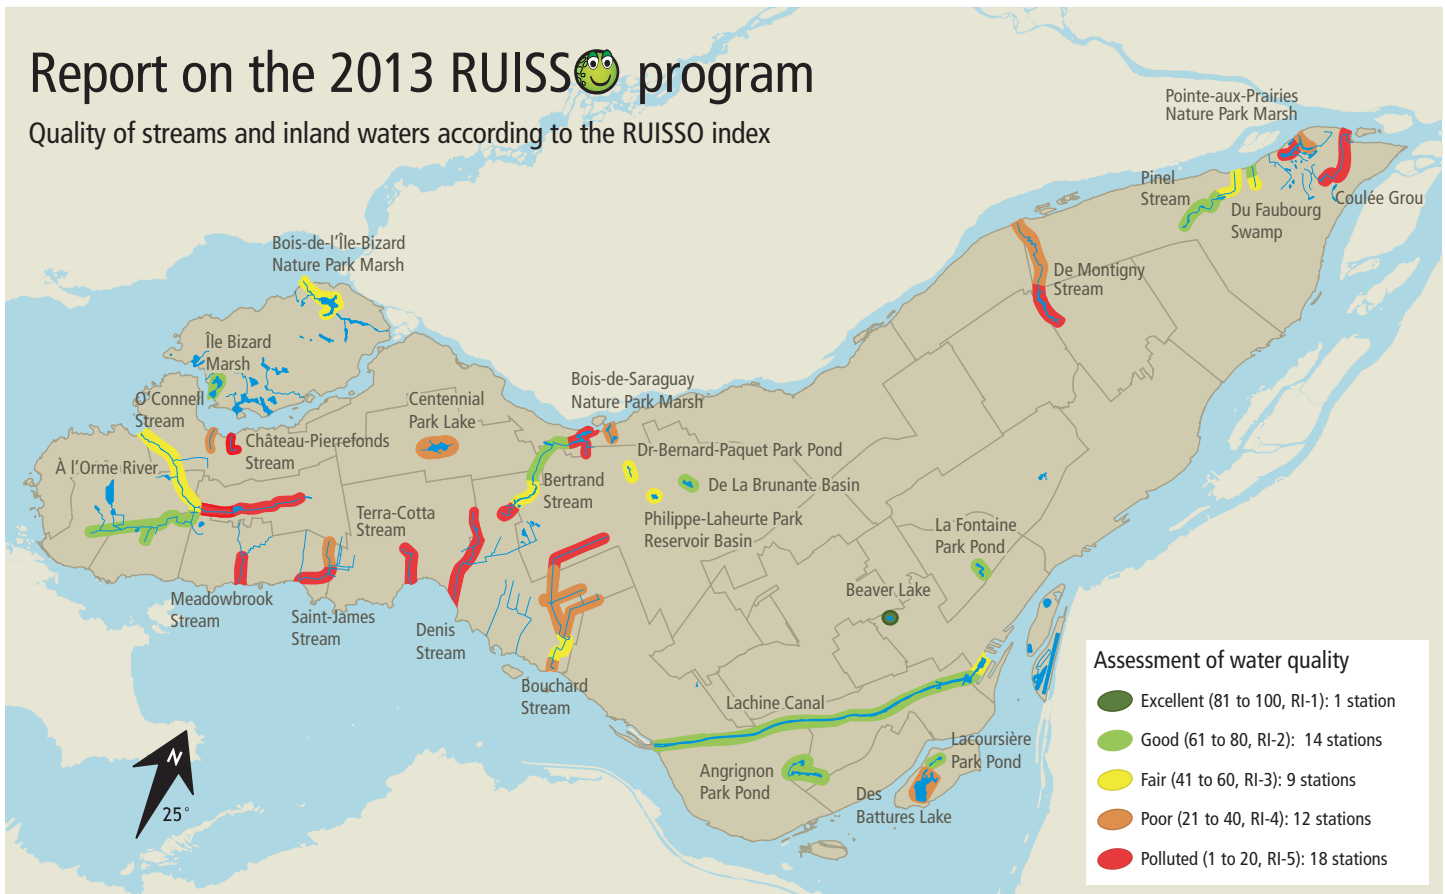 Report on the 2013 RUISSO program
Quality of streams and inland waters according to the RUISSO index
Pointe-aux-Prairies
Nature Park Marsh
Pinel
Stream
Du Faubourg
Swamp
Coulée Grou
De Montigny
Stream
Bois-de-l'Île-Bizard
Nature Park Marsh
Île Bizard
Marsh
O'Connell
Stream
Château-Pierrefonds
Stream
À l'Orme River
Centennial
Park Lake
Bois-de-Saraguay
Nature Park Marsh
Dr-Bernard-Paquet Park Pond
De La Brunante Basin
Bertrand
Stream
Philippe-Laheurte Park
Reservoir Basin
Terra-Cotta
Stream
La Fontaine
Park Pond
Beaver Lake
Meadowbrook
Stream
Saint-James
Stream
Denis
Stream
Bouchard
Stream
Lachine Canal
Angrignon
Park Pond
Lacoursière
Park Pond
Des
Battures Lake
N
25°
Assessment of water quality
Excellent (81 to 100, RI-1): 1 station
Good (61 to 80, RI-2): 14 stations
Fair (41 to 60, RI-3): 9 stations
Poor (21 to 40, RI-4): 12 stations
Polluted (1 to 20, RI-5): 18 stations